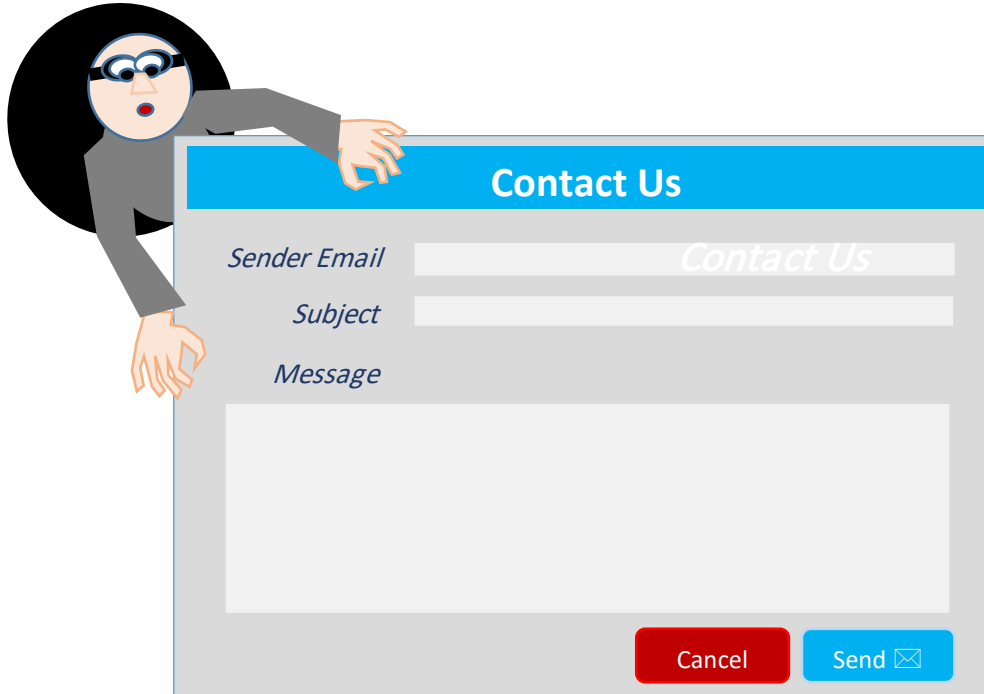 Contact Us
Sender Email
Contact Us
Subject
Message
Cancel
Send